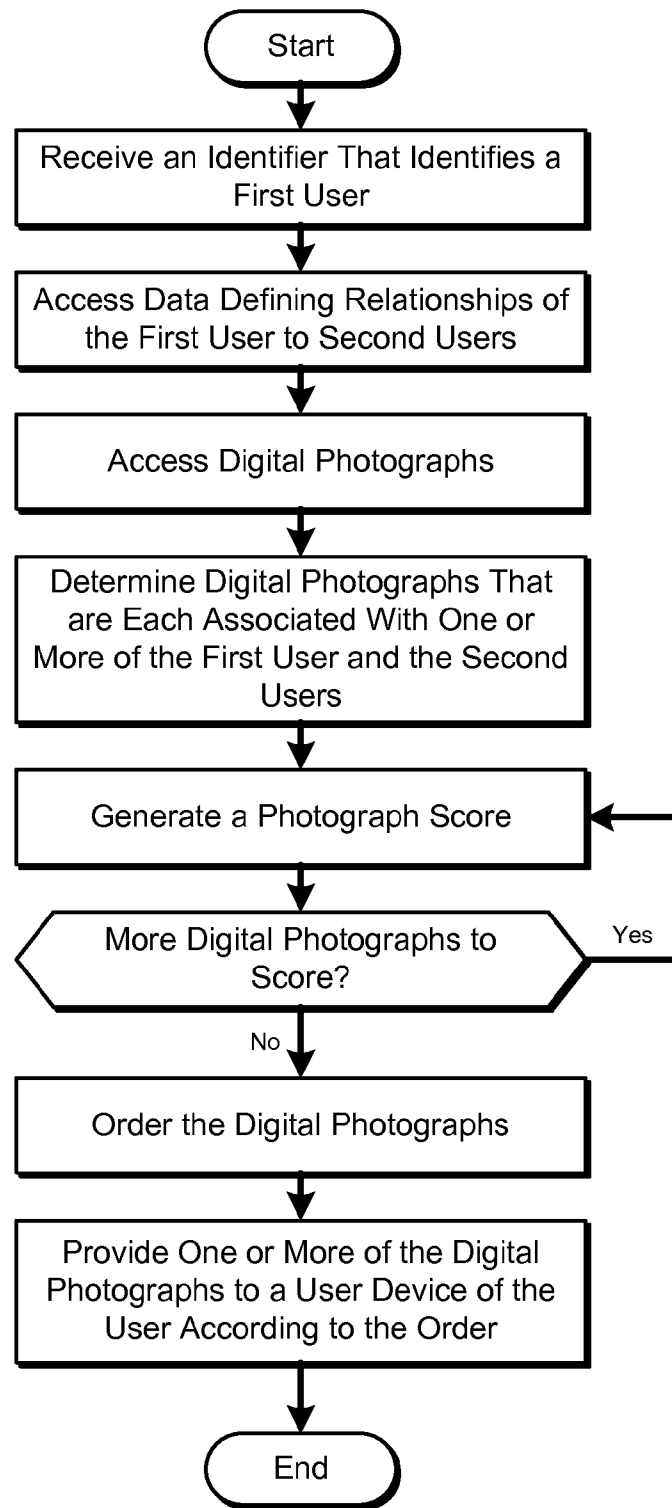 Start
Receive an Identifier That Identifies a
First User
Access Data Defining Relationships of
the First User to Second Users
Access Digital Photographs
Determine Digital Photographs That
are Each Associated With One or
More of the First User and the Second
Users
Generate a Photograph Score
More Digital Photographs to
Score?
Yes
No
Order the Digital Photographs
Provide One or More of the Digital
Photographs to a User Device of the
User According to the Order
End